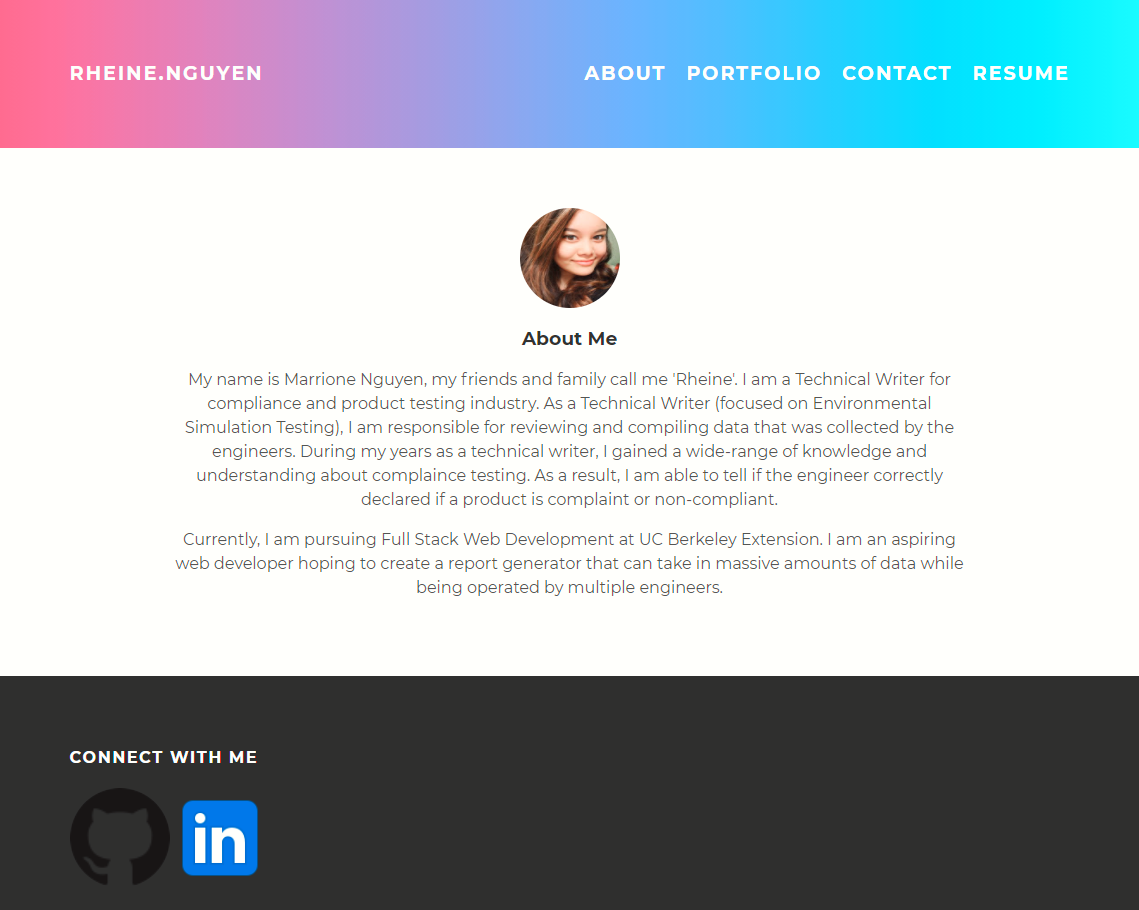 RHEINE.NGUYEN
ABOUT PORTFOLIO CONTACT RESUME
About Me
My name is Marrione Nguyen, my friends and family call me 'Rheine'. I am a Technical Writer for
compliance and product testing industry. As a Technical Writer (focused on Environmental
Simulation Testing), I am responsible for reviewing and compiling data that was collected by the
engineers. During my years as a technical writer, I gained a wide-range of knowledge and
understanding about complaince testing. As a result, I am able to tell if the engineer correctly
declared if a product is complaint or non-compliant.
Currently, I am pursuing Full Stack Web Development at UC Berkeley Extension. I am an aspiring
web developer hoping to create a report generator that can take in massive amounts of data while
being operated by multiple engineers.
CONNECT WITH ME
in